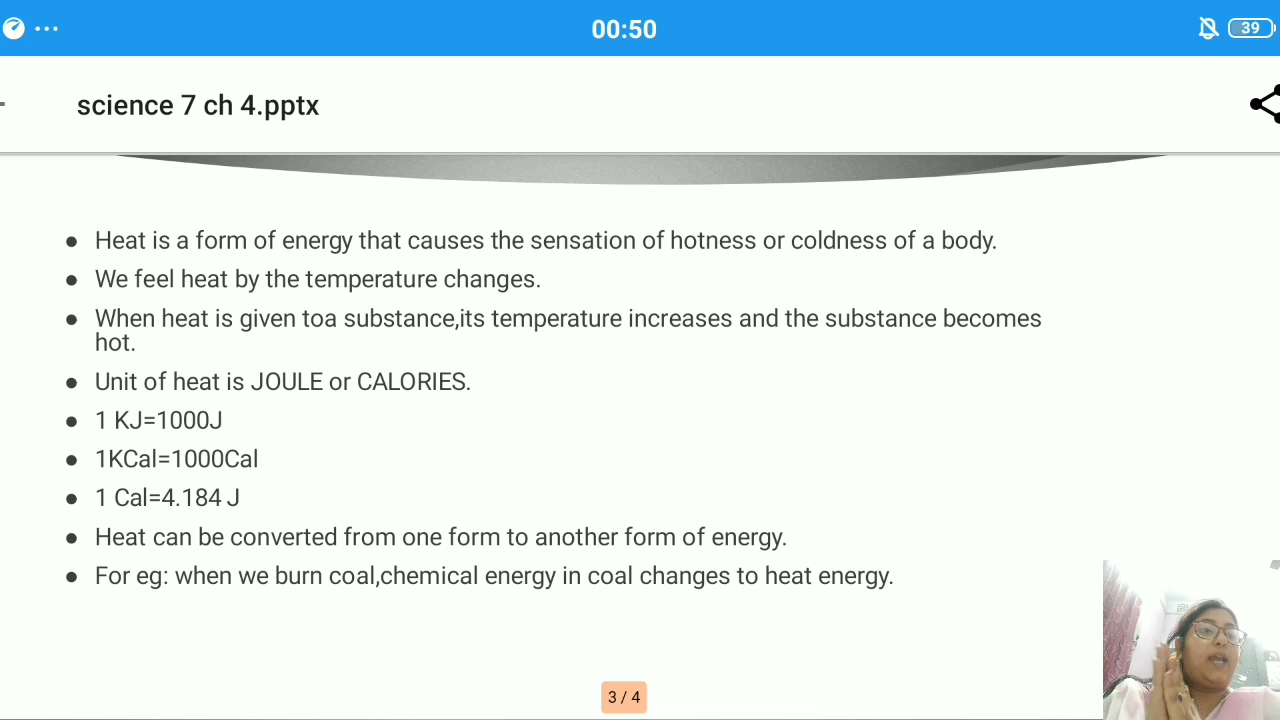 00:50
39
science 7 ch 4.pptx
● Heat is a form of energy that causes the sensation of hotness or coldness of a body.
● We feel heat by the temperature changes.
● When heat is given toa substance,its temperature increases and the substance becomes
hot.
● Unit of heat is JOULE or CALORIES.
● 1 KJ=1000J
● 1KCal=1000Cal
● 1 Cal=4.184 J
● Heat can be converted from one form to another form of energy.
● For eg: when we burn coal,chemical energy in coal changes to heat energy.
3 / 4